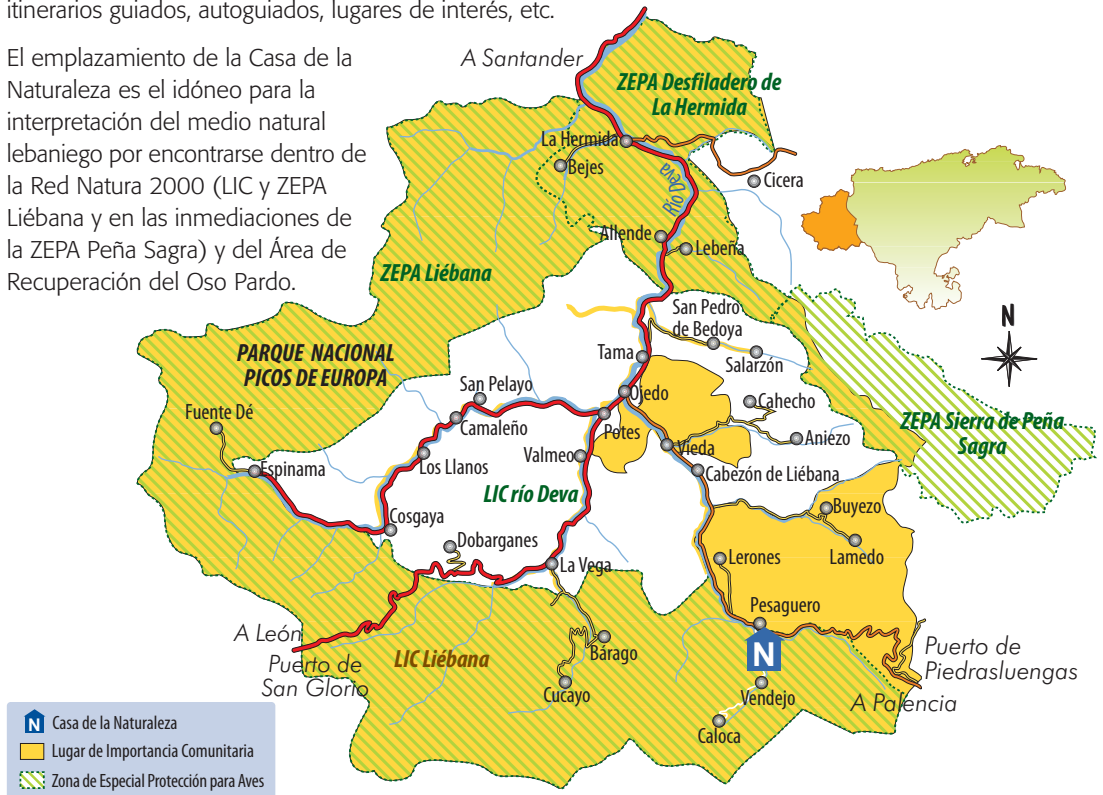 itinerarios guiados, autoguiados, lugares de interés, etc.
El emplazamiento de la Casa de la
Naturaleza es el idóneo para la
interpretación del medio natural
lebaniego por encontrarse dentro de
la Red Natura 2000 (LIC y ZEPA
Liébana y en las inmediaciones de
la ZEPA Peña Sagra) y del Área de
Recuperación del Oso Pardo.
A Santander
ZEPA Desfiladero de
La Hermida
La Hermida
Bejes
Cicera
Río Deva
Allende
Lebeña
ZEPA Liébana
San Pedro
de Bedoya
Salarzón
N
Tama
PARQUE NACIONAL
PICOS DE EUROPA
San Pelayo
Ojedo
Cahecho
Fuente Dé
Camaleño
Potes
Aniezo
ZEPA Sierra de Peña
Sagra
Valmeo
Vieda
Los Llanos
Espinama
Cabezón de Liébana
LIC río Deva
Buyezo
Cosgaya
Dobarganes
Lerones
Lamedo
La Vega
Pesaguero
A León
Puerto de
San Glorio
LIC Liébana
Bárago
N
Puerto de
Piedrasluengas
Cucayo
Vendejo
A Palencia
Caloca
N Casa de la Naturaleza
Lugar de Importancia Comunitaria
Zona de Especial Protección para Aves